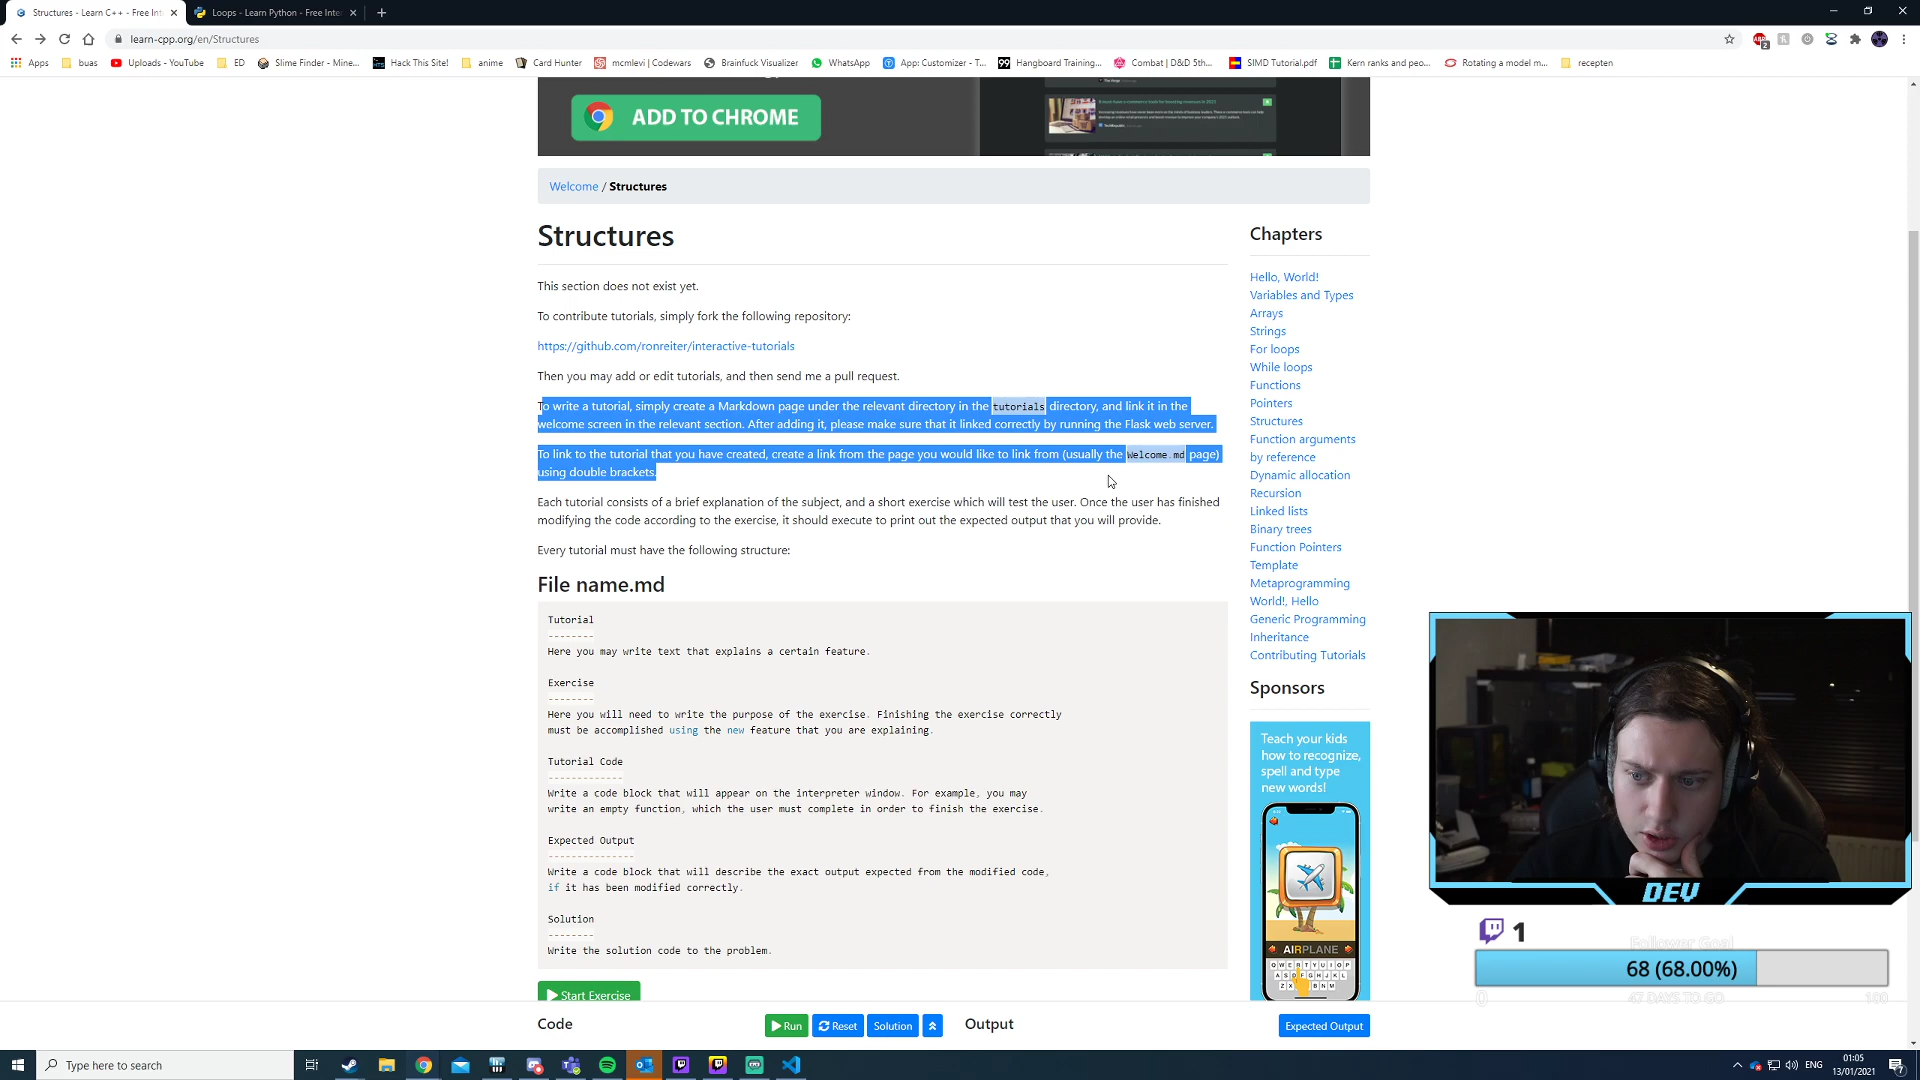 Structures - Learn C++ - Free Int
Loops - Learn Python - Free Inte
learn-cpp.org/en/Structures
Apps
buas
Uploads - YouTube
ED
Slime Finder - Mine...
Hack This Site!
anime
Card Hunter
mcmlevi | Codewars
Brainfuck Visualizer
WhatsApp
App: Customizer - T...
Hangboard Training...
Combat | D&D 5th...
SIMD Tutorial.pdf
Kern ranks and peo...
Rotating a model m...
recepten
ADD TO CHROME
Welcome / Structures
Structures
This section does not exist yet.
To contribute tutorials, simply fork the following repository:
https://github.com/ronreiter/interactive-tutorials
Then you may add or edit tutorials, and then send me a pull request.
To write a tutorial, simply create a Markdown page under the relevant directory in the tutorials directory, and link it in the
welcome screen in the relevant section. After adding it, please make sure that it linked correctly by running the Flask web server.
To link to the tutorial that you have created, create a link from the page you would like to link from (usually the Welcome.md page)
using double brackets.
Each tutorial consists of a brief explanation of the subject, and a short exercise which will test the user. Once the user has finished
modifying the code according to the exercise, it should execute to print out the expected output that you will provide.
Every tutorial must have the following structure:
File name.md
Tutorial
--------
Here you may write text that explains a certain feature.
Exercise
--------
Here you will need to write the purpose of the exercise. Finishing the exercise correctly
must be accomplished using the new feature that you are explaining.
Tutorial Code
-------------
Write a code block that will appear on the interpreter window. For example, you may
write an empty function, which the user must complete in order to finish the exercise.
Expected Output
---------------
Write a code block that will describe the exact output expected from the modified code,
if it has been modified correctly.
Solution
--------
Write the solution code to the problem.
Start Exercise
Chapters
Hello, World!
Variables and Types
Arrays
Strings
For loops
While loops
Functions
Pointers
Structures
Function arguments
by reference
Dynamic allocation
Recursion
Linked lists
Binary trees
Function Pointers
Template
Metaprogramming
World!, Hello
Generic Programming
Inheritance
Contributing Tutorials
Sponsors
Teach your kids
how to recognize,
spell and type
new words!
AIRPLANE
Q W E R T Y U I O P
DEV
1
Follower Goal
68 (68.00%)
0
47 DAYS TO GO
100
Code
Run
Reset
Solution
Output
Expected Output
Type here to search
ENG
01:05
13/01/2021